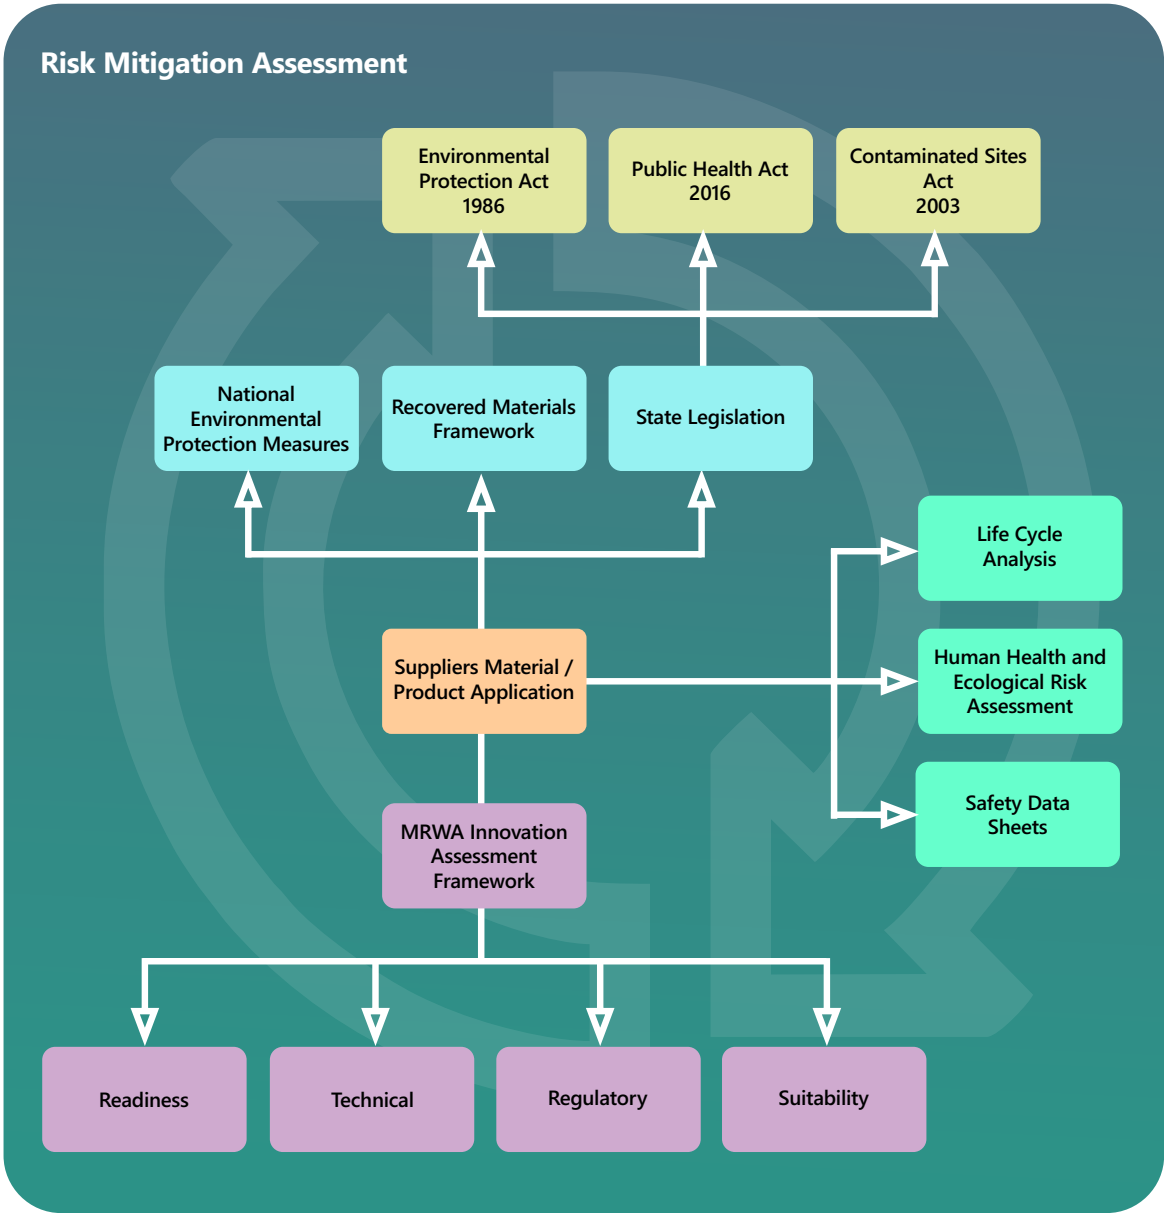 Risk Mitigation Assessment
Environmental
Protection Act
1986
Public Health Act
2016
Contaminated Sites
Act
2003
National
Environmental
Protection Measures
Recovered Materials
Framework
State Legislation
Life Cycle
Analysis
Suppliers Material /
Product Application
Human Health and
Ecological Risk
Assessment
Safety Data
Sheets
MRWA Innovation
Assessment
Framework
Readiness
Technical
Regulatory
Suitability